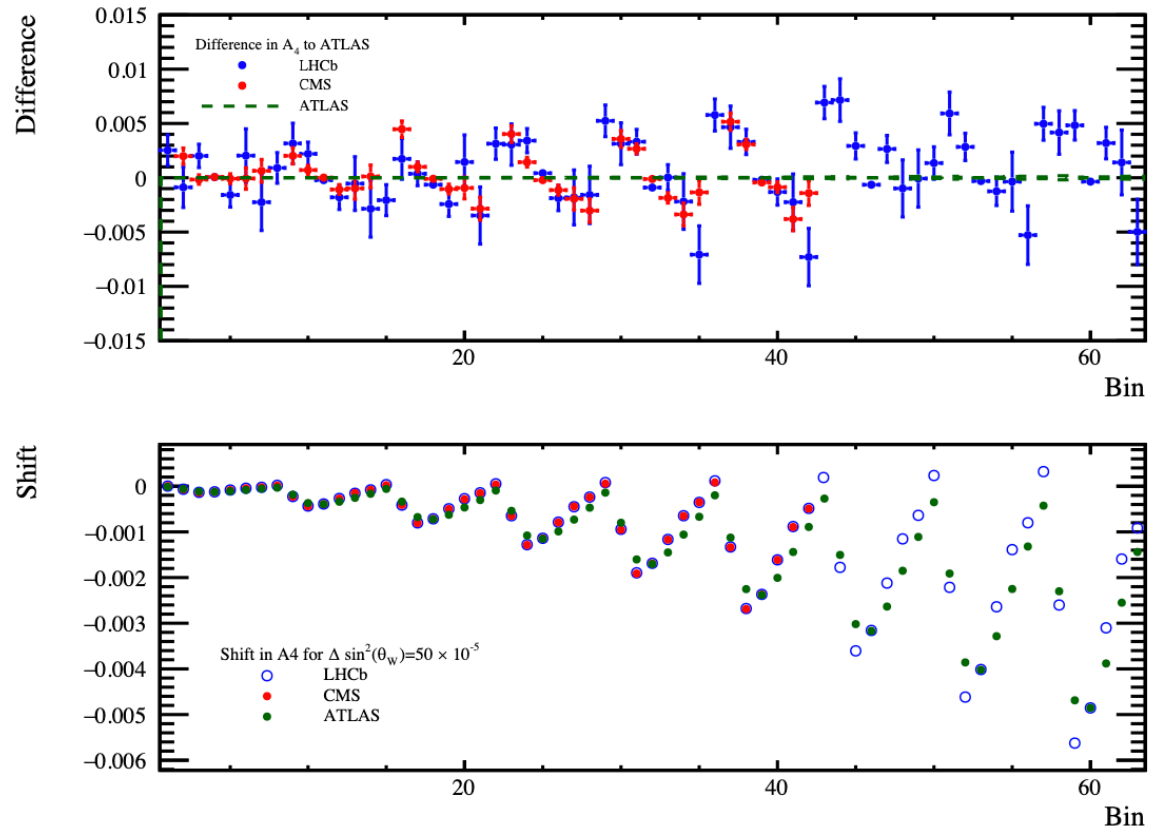 Difference
0.015
0.01
0.005
0
−0.005
−0.01
−0.015
Difference in A₄ to ATLAS
LHCb
CMS
ATLAS
20
40
60
Bin
Shift
0
−0.001
−0.002
−0.003
−0.004
−0.005
−0.006
Shift in A4 for Δ sin²(θ_W)=50 × 10⁻⁵
LHCb
CMS
ATLAS
20
40
60
Bin